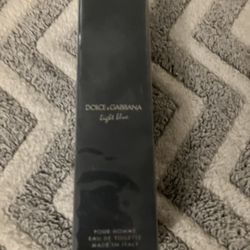 DOLCE & GABBANA
light blue
POUR HOMME
EAU DE TOILETTE
MADE IN ITALY